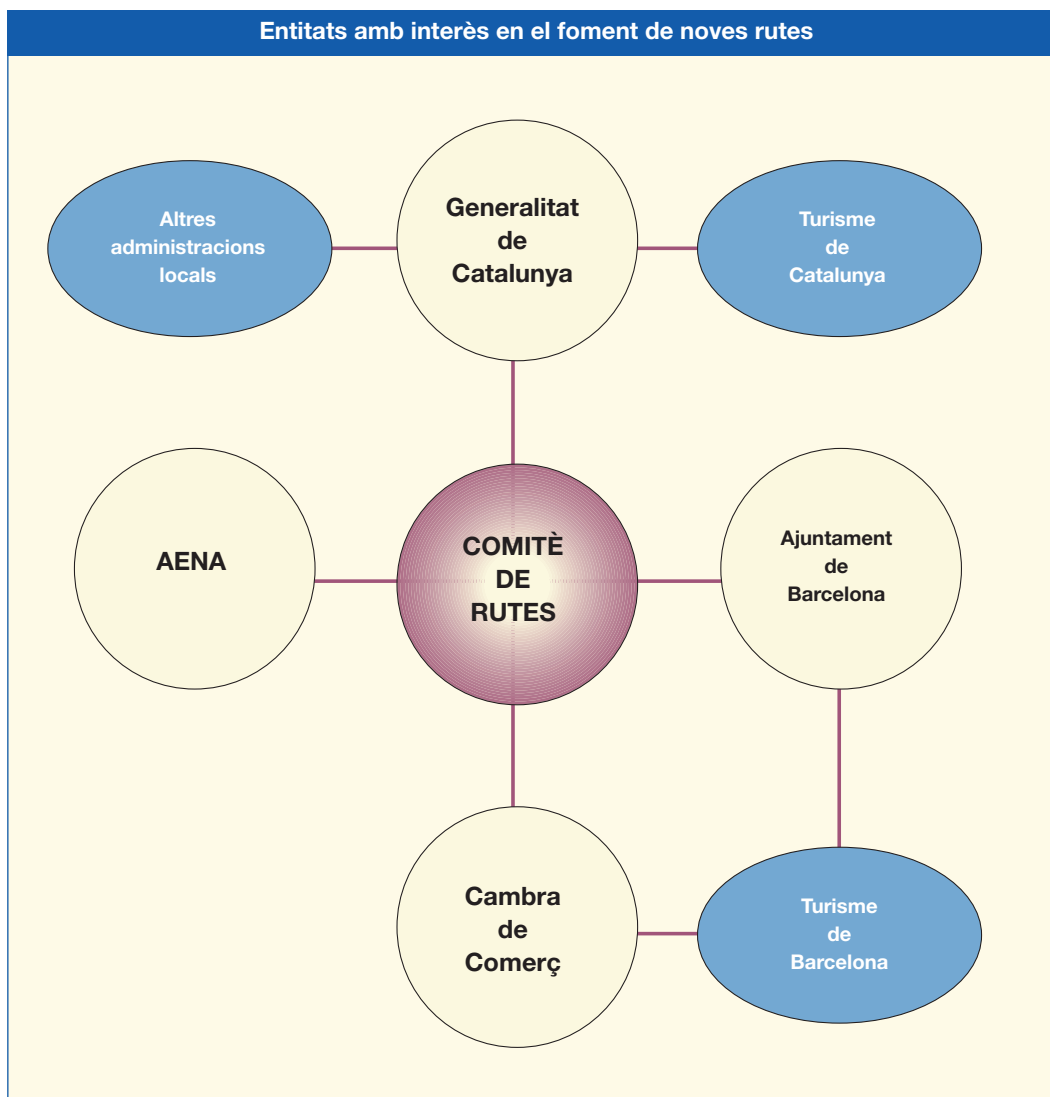 Entitats amb interès en el foment de noves rutes
Altres
administracions
locals
Generalitat
de
Catalunya
Turisme
de
Catalunya
AENA
COMITÈ
DE
RUTES
Ajuntament
de
Barcelona
Cambra
de
Comerç
Turisme
de
Barcelona